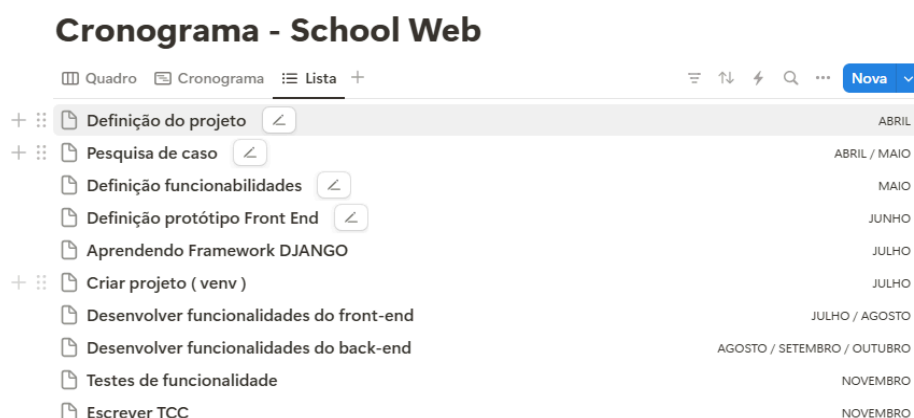 Cronograma - School Web
Quadro Cronograma Lista Nova
Definição do projeto ABRIL
Pesquisa de caso ABRIL / MAIO
Definição funcionabilidades MAIO
Definição protótipo Front End JUNHO
Aprendendo Framework DJANGO JULHO
Criar projeto ( venv ) JULHO
Desenvolver funcionalidades do front-end JULHO / AGOSTO
Desenvolver funcionalidades do back-end AGOSTO / SETEMBRO / OUTUBRO
Testes de funcionalidade NOVEMBRO
Escrever TCC NOVEMBRO